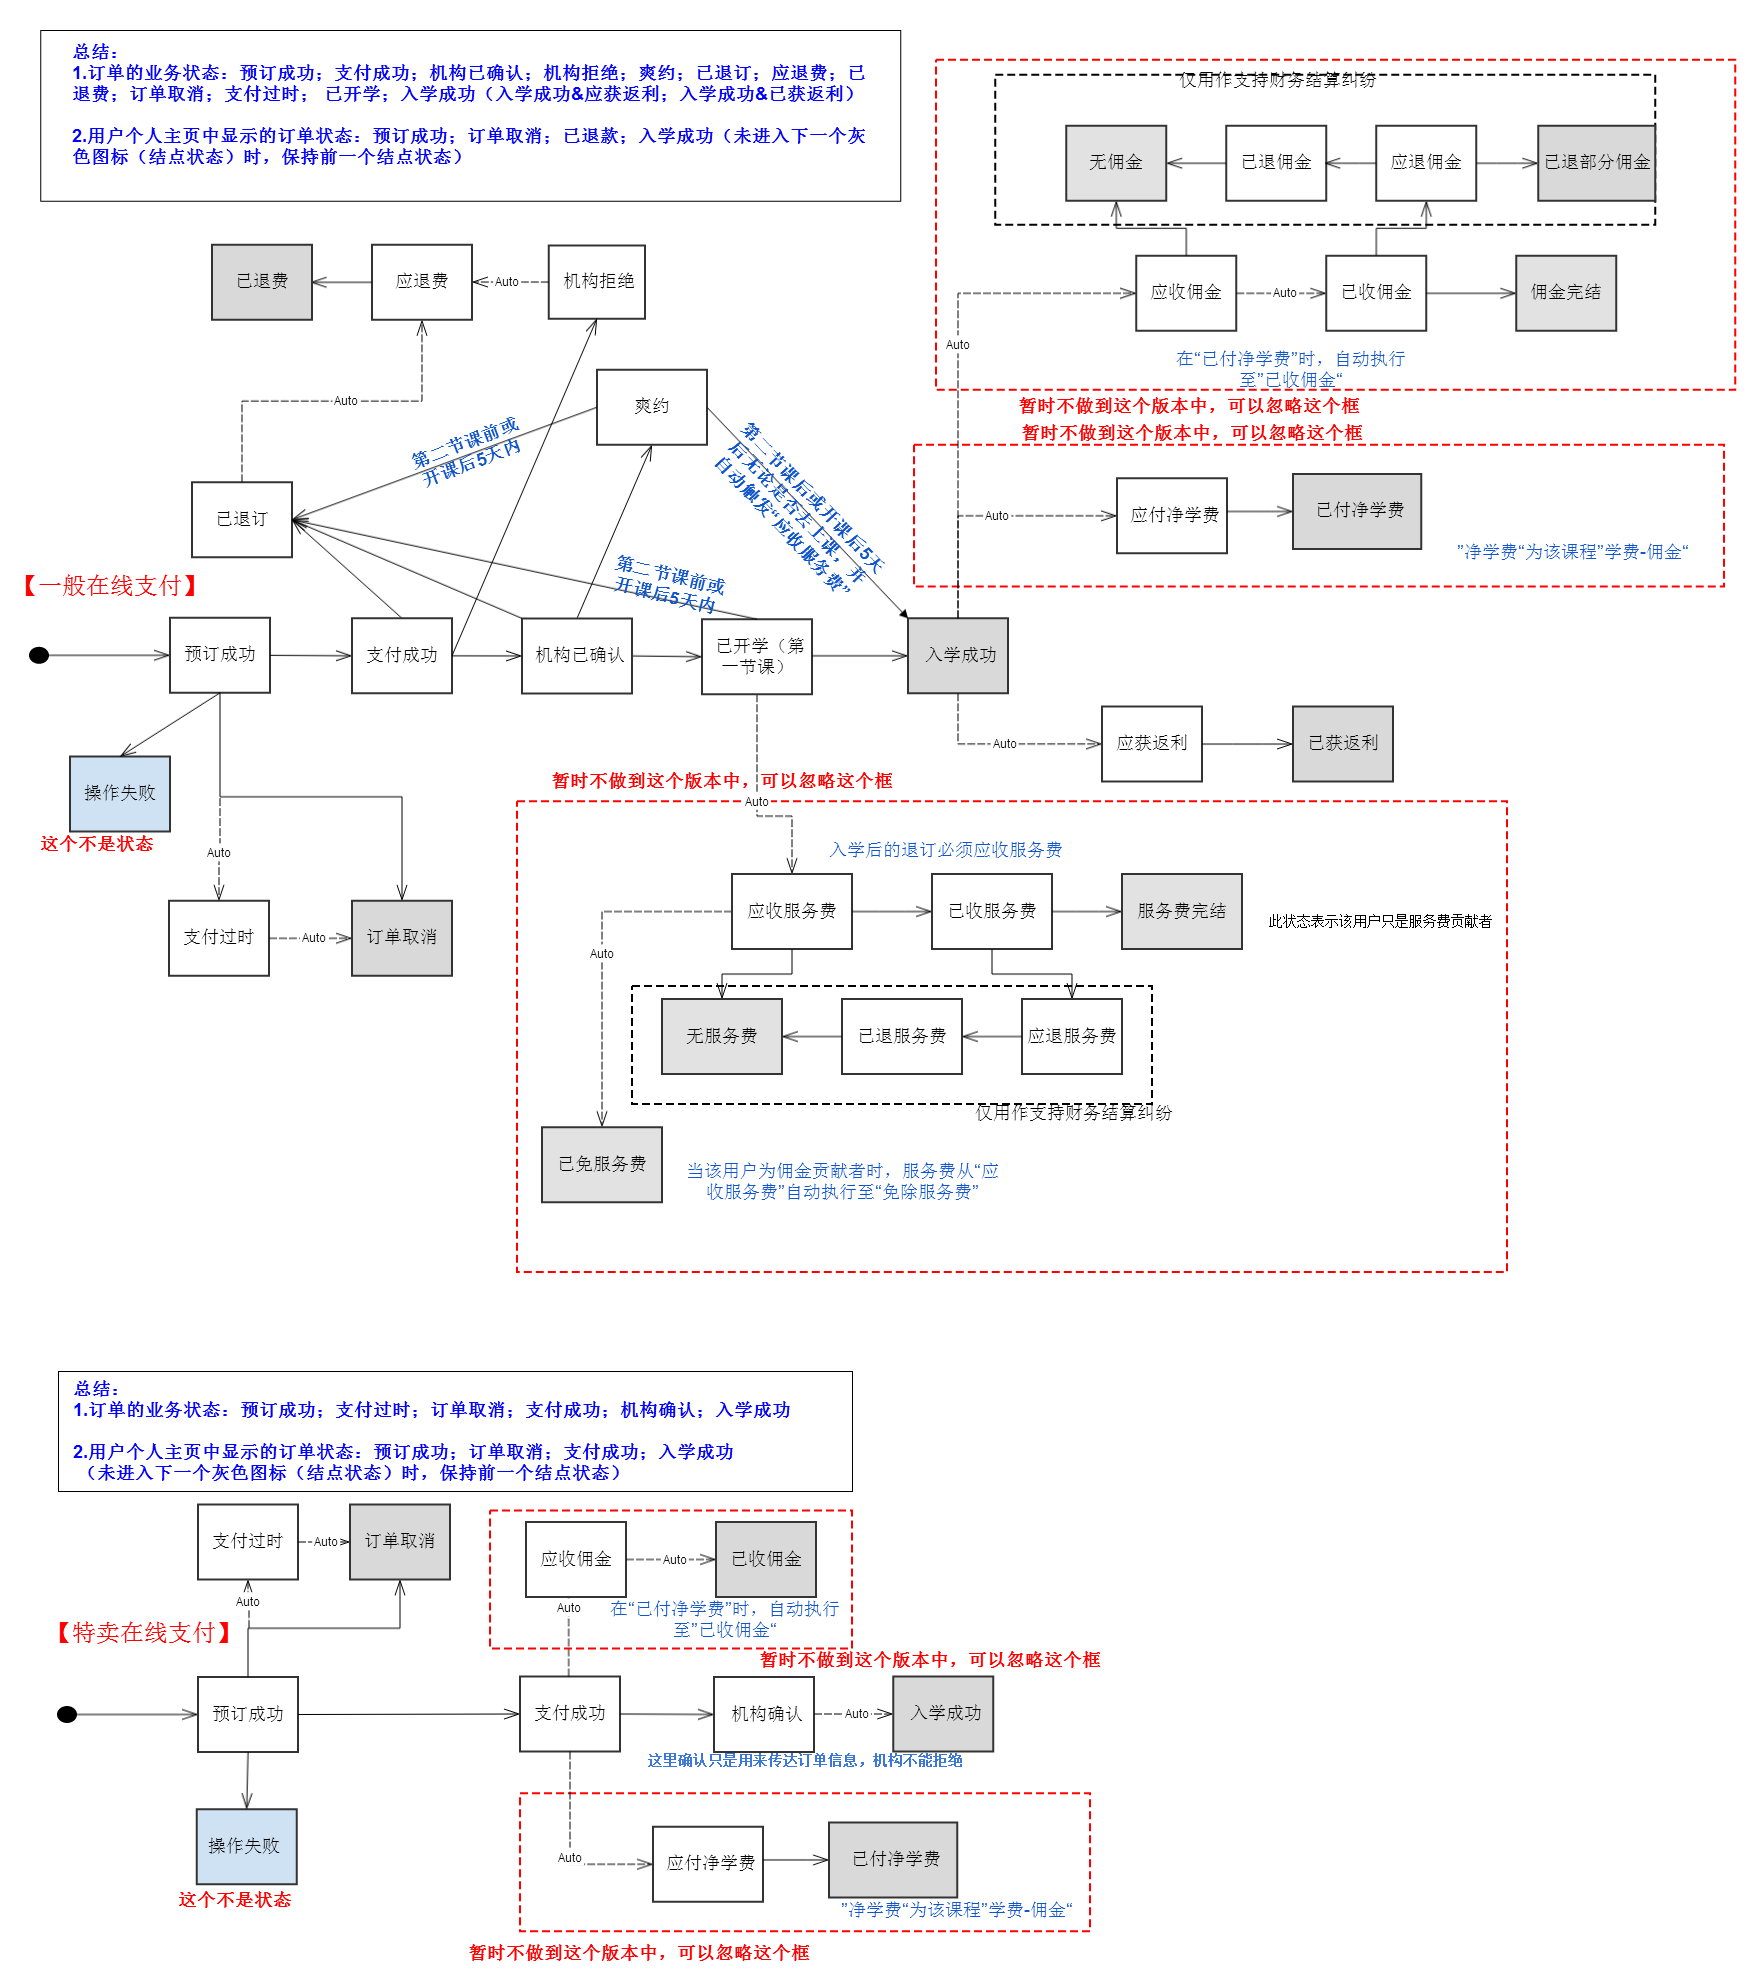 总结：
1.订单的业务状态：预订成功；支付成功；机构已确认；机构拒绝；爽约；已退订；应退费；已
退费；订单取消；支付过时； 已开学；入学成功（入学成功&应获返利；入学成功&已获返利）
2.用户个人主页中显示的订单状态：预订成功；订单取消；已退款；入学成功（未进入下一个灰
色图标（结点状态）时，保持前一个结点状态）
仅用作支持财务结算纠纷
无佣金
已退佣金
应退佣金
已退部分佣金
应收佣金
Auto
已收佣金
佣金完结
Auto
在“已付净学费”时，自动执行
至”已收佣金“
暂时不做到这个版本中，可以忽略这个框
暂时不做到这个版本中，可以忽略这个框
Auto
应付净学费
已付净学费
”净学费“为该课程”学费-佣金“
已退费
应退费
Auto
机构拒绝
Auto
爽约
第二节课前或
开课后5天内
第二节课后或开课后5天
后无论是否去上课，并
自动触发“应收服务费”
已退订
第二节课前或
开课后5天内
【一般在线支付】
预订成功
支付成功
机构已确认
已开学（第
一节课）
入学成功
Auto
应获返利
已获返利
操作失败
这个不是状态
Auto
支付过时
Auto
订单取消
暂时不做到这个版本中，可以忽略这个框
Auto
入学后的退订必须应收服务费
应收服务费
已收服务费
服务费完结
此状态表示该用户只是服务费贡献者
Auto
无服务费
已退服务费
应退服务费
仅用作支持财务结算纠纷
已免服务费
当该用户为佣金贡献者时，服务费从“应
收服务费”自动执行至“免除服务费”
总结：
1.订单的业务状态：预订成功；支付过时；订单取消；支付成功；机构确认；入学成功
2.用户个人主页中显示的订单状态：预订成功；订单取消；支付成功；入学成功
（未进入下一个灰色图标（结点状态）时，保持前一个结点状态）
支付过时
Auto
订单取消
Auto
应收佣金
Auto
已收佣金
Auto
在“已付净学费”时，自动执行
至”已收佣金“
【特卖在线支付】
暂时不做到这个版本中，可以忽略这个框
预订成功
支付成功
机构确认
Auto
入学成功
这里确认只是用来传达订单信息，机构不能拒绝
操作失败
这个不是状态
Auto
应付净学费
已付净学费
”净学费“为该课程”学费-佣金“
暂时不做到这个版本中，可以忽略这个框